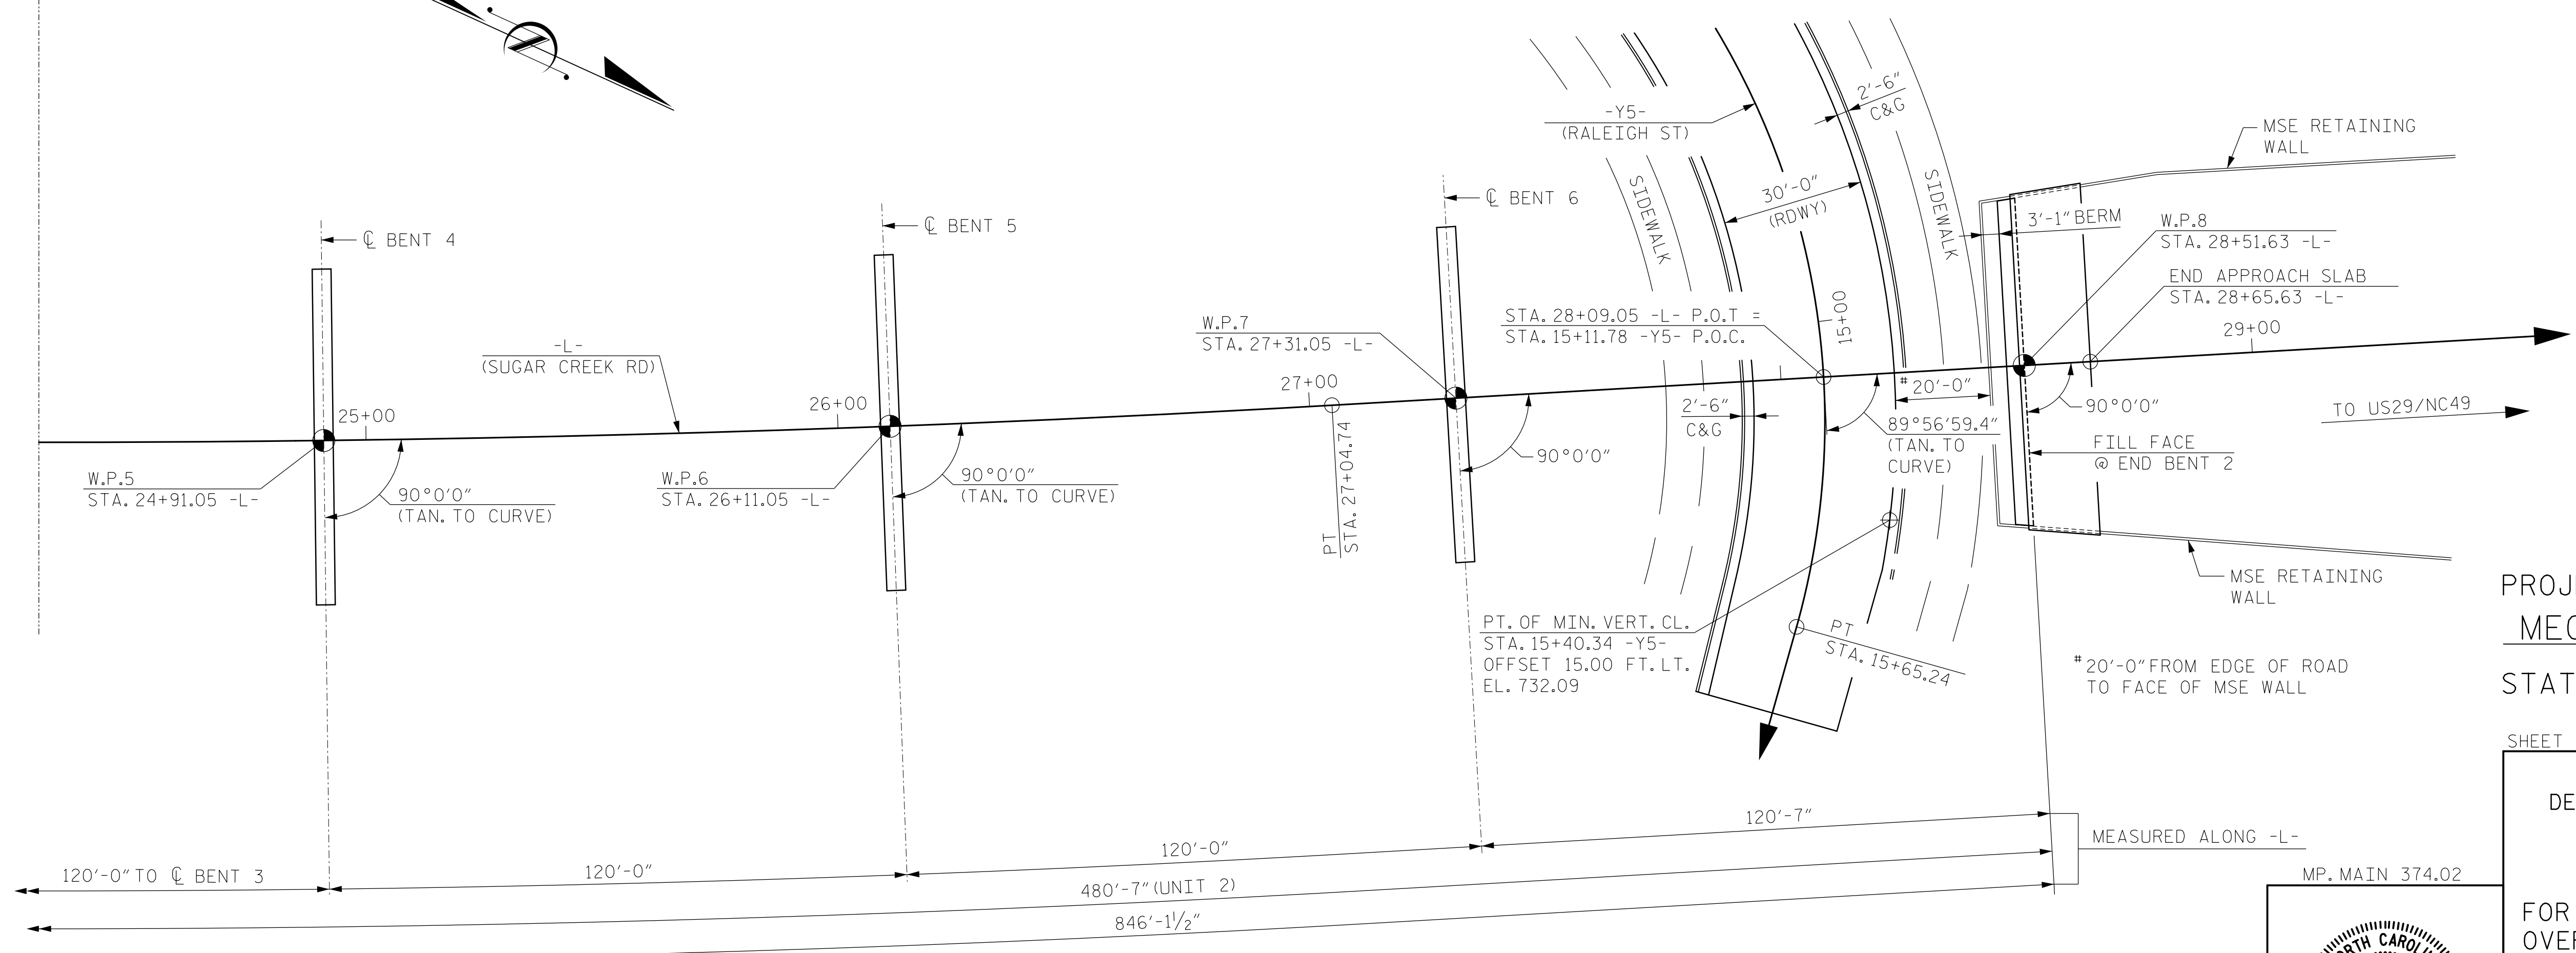 -Y5-
(RALEIGH ST)
2'-6"
C&G
MSE RETAINING
WALL
SIDEWALK
30'-0"
(RDWY)
SIDEWALK
℄ BENT 4
℄ BENT 5
℄ BENT 6
3'-1" BERM
W.P.8
STA. 28+51.63 -L-
END APPROACH SLAB
STA. 28+65.63 -L-
29+00
15+00
STA. 28+09.05 -L- P.O.T =
STA. 15+11.78 -Y5- P.O.C.
W.P.7
STA. 27+31.05 -L-
-L-
(SUGAR CREEK RD)
25+00
26+00
27+00
# 20'-0"
2'-6"
C&G
89°56'59.4"
(TAN. TO
CURVE)
90°0'0"
TO US29/NC49
FILL FACE
@ END BENT 2
W.P.5
STA. 24+91.05 -L-
90°0'0"
(TAN. TO CURVE)
W.P.6
STA. 26+11.05 -L-
90°0'0"
(TAN. TO CURVE)
PT
STA. 27+04.74
90°0'0"
MSE RETAINING
WALL
PT. OF MIN. VERT. CL.
STA. 15+40.34 -Y5-
OFFSET 15.00 FT. LT.
EL. 732.09
PT
STA. 15+65.24
# 20'-0" FROM EDGE OF ROAD
TO FACE OF MSE WALL
PROJ
MEC
STAT
SHEET
DE
120'-7"
120'-0"
120'-0"
120'-0" TO ℄ BENT 3
MEASURED ALONG -L-
480'-7" (UNIT 2)
846'-1½"
MP. MAIN 374.02
FOR
OVER
RTH CAROLI